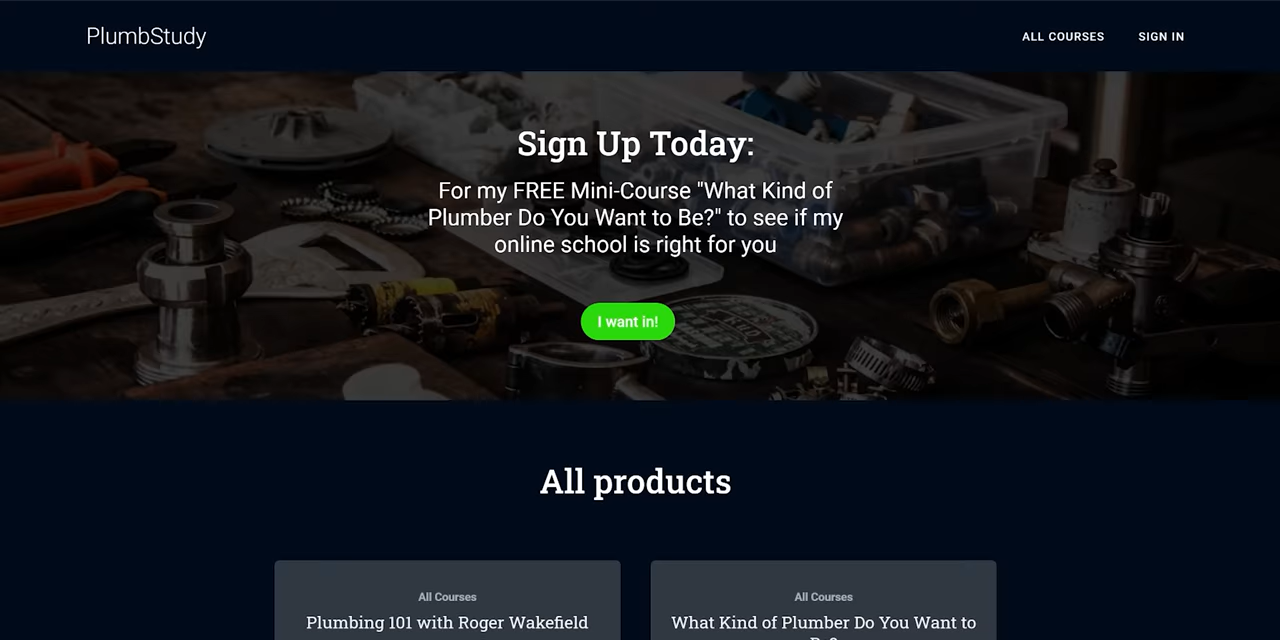 PlumbStudy
ALL COURSES
SIGN IN
Sign Up Today:
For my FREE Mini-Course "What Kind of
Plumber Do You Want to Be?" to see if my
online school is right for you
I want in!
All products
All Courses
Plumbing 101 with Roger Wakefield
All Courses
What Kind of Plumber Do You Want to